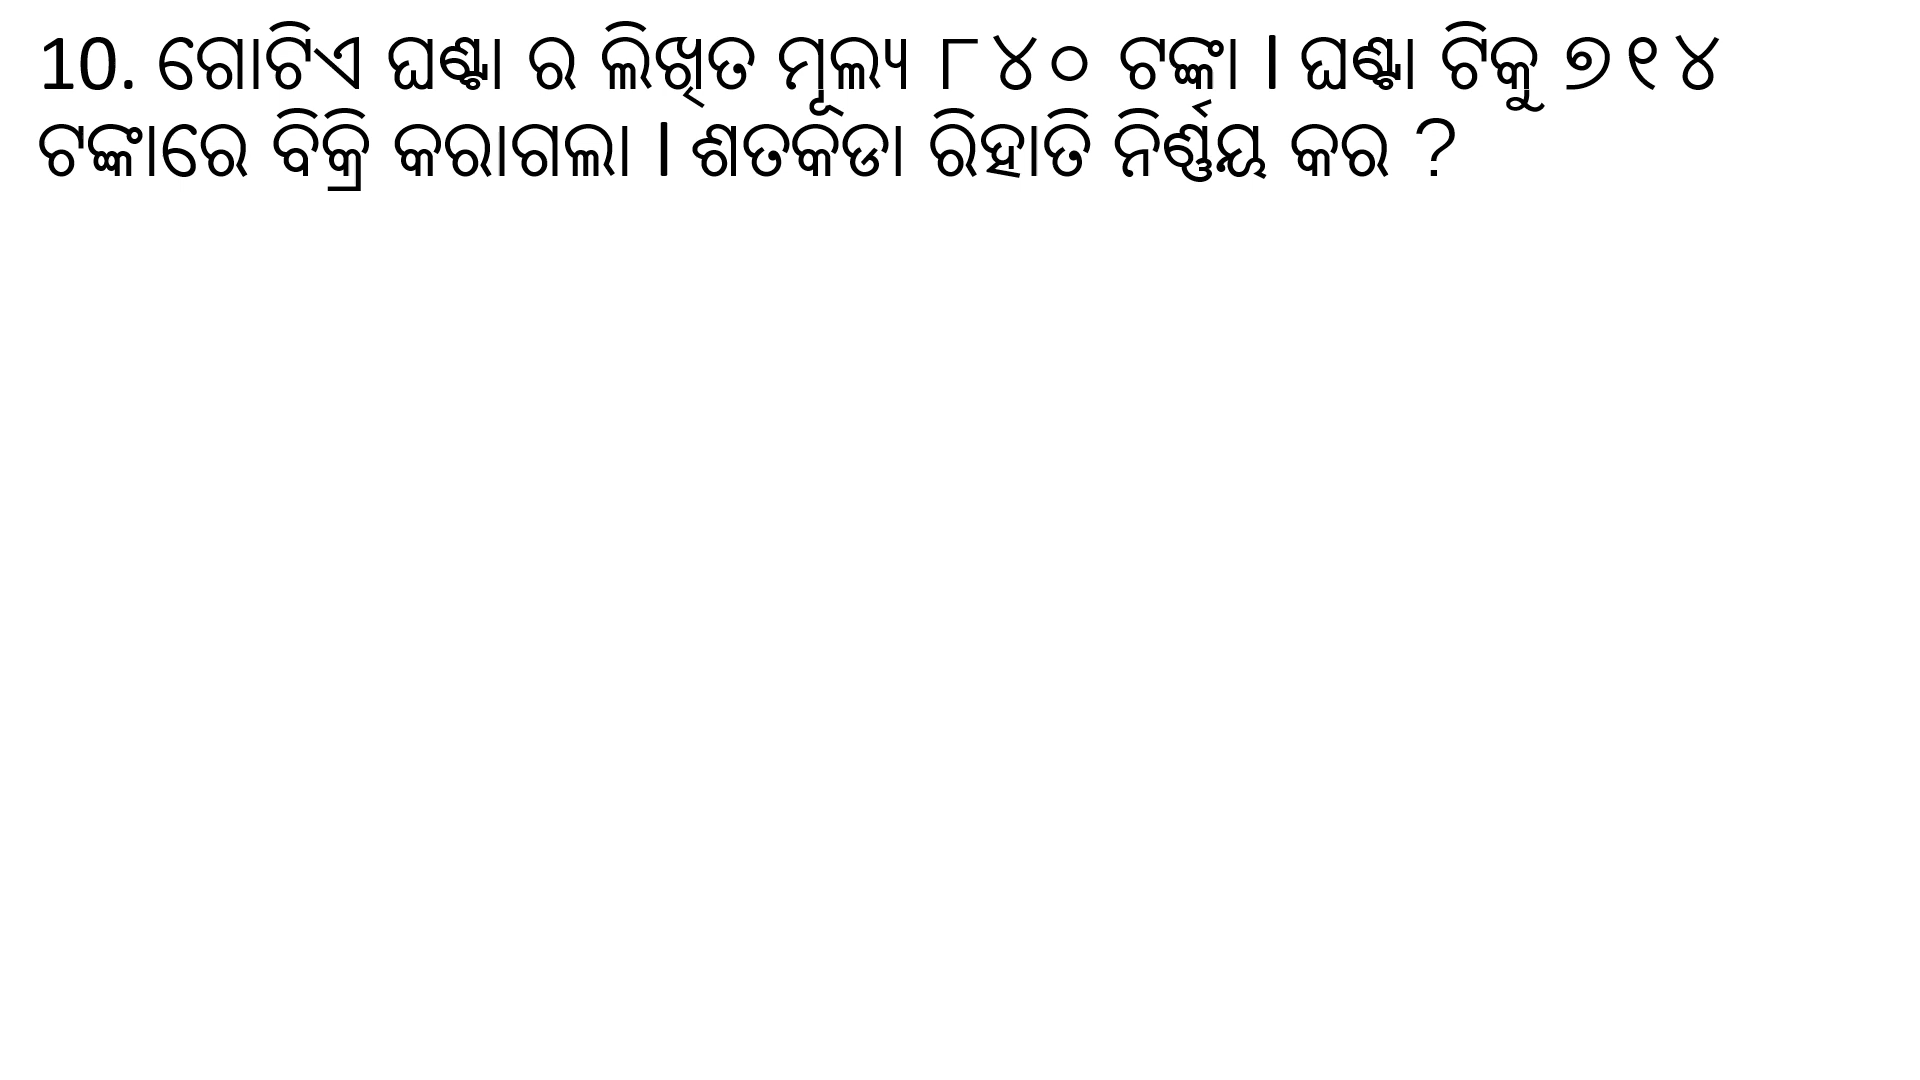 10. ଗୋଟିଏ ଘଣ୍ଟା ର ଲିଖିତ ମୂଲ୍ୟ ୮୪୦ ଟଙ୍କା । ଘଣ୍ଟା ଟିକୁ ୭୧୪
ଟଙ୍କାରେ ବିକ୍ରି କରାଗଲା । ଶତକଡା ରିହାତି ନିର୍ଣ୍ଣୟ କର ?